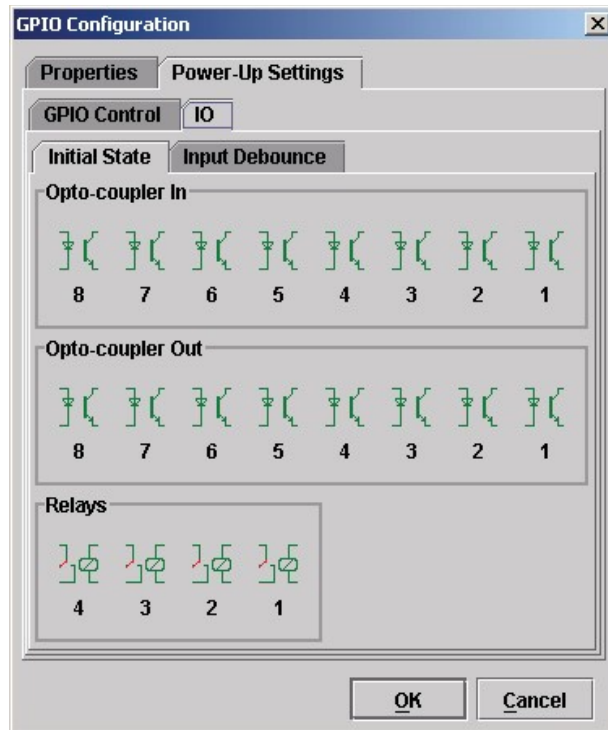 GPIO Configuration
Properties Power-Up Settings
GPIO Control IO
Initial State Input Debounce
Opto-coupler In
8 7 6 5 4 3 2 1
Opto-coupler Out
8 7 6 5 4 3 2 1
Relays
4 3 2 1
OK Cancel